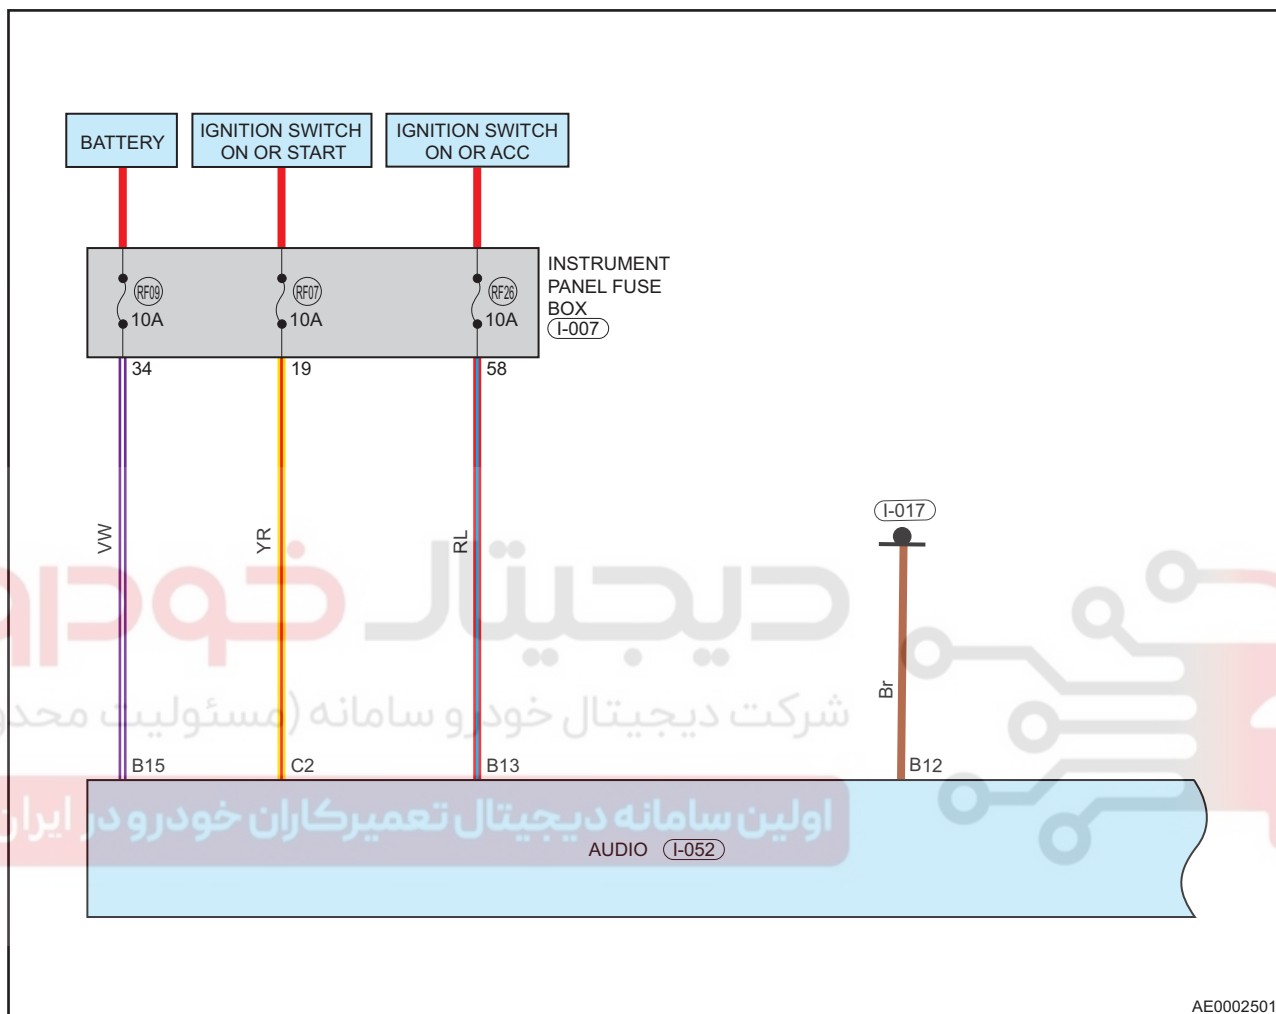 BATTERY
IGNITION SWITCH
ON OR START
IGNITION SWITCH
ON OR ACC
INSTRUMENT
PANEL FUSE
BOX
I-007
RF09
10A
RF07
10A
RF26
10A
34
19
58
VW
YR
RL
I-017
Br
دیجیتال خودرو
شرکت دیجیتال خودرو سامانه (مسئولیت
B15
C2
B13
B12
اولین سامانه دیجیتال تعمیرکاران خودرو در ایران
AUDIO I-052
AE0002501